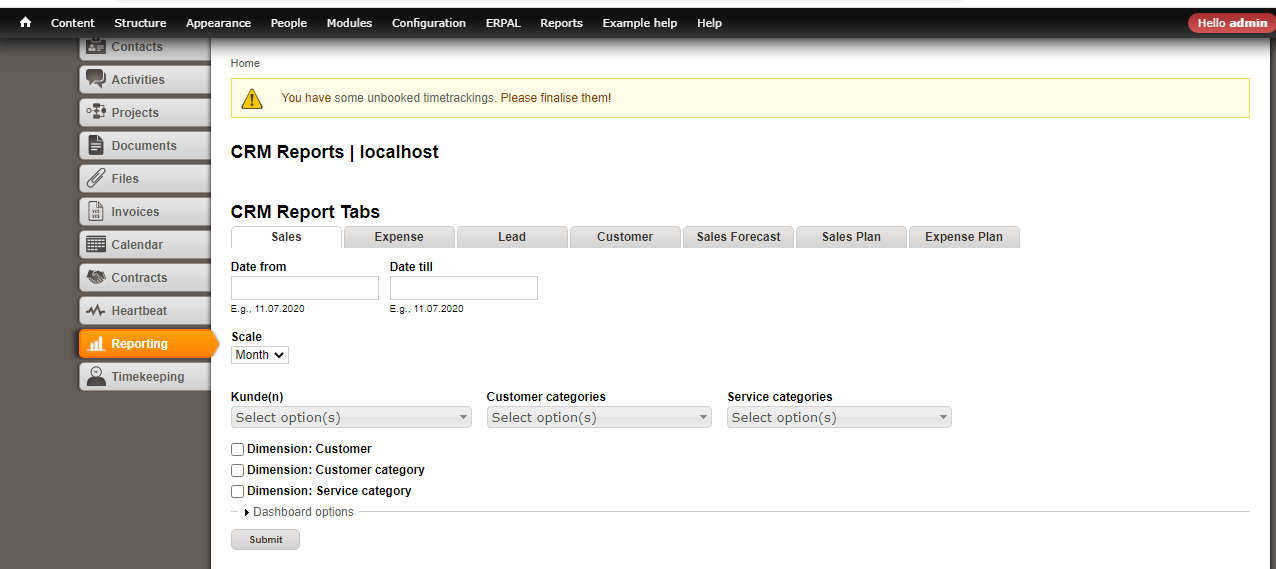 Content Structure Appearance People Modules Configuration ERPAL Reports Example help Help Hello admin
Contacts
Activities
Projects
Documents
Files
Invoices
Calendar
Contracts
Heartbeat
Reporting
Timekeeping
Home
You have some unbooked timetrackings. Please finalise them!
CRM Reports | localhost
CRM Report Tabs
Sales Expense Lead Customer Sales Forecast Sales Plan Expense Plan
Date from Date till
E.g., 11.07.2020 E.g., 11.07.2020
Scale
Month
Kunde(n) Customer categories Service categories
Select option(s) Select option(s) Select option(s)
Dimension: Customer
Dimension: Customer category
Dimension: Service category
Dashboard options
Submit